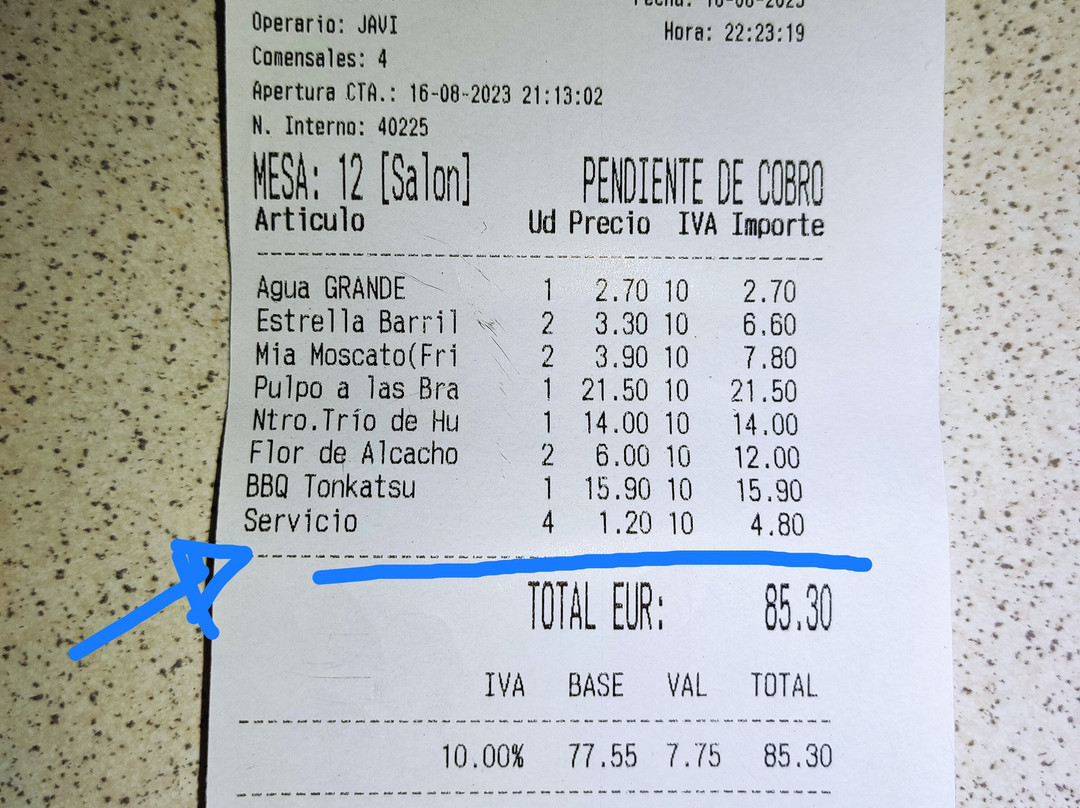 Fecha: 16-08-2023
Operario: JAVI
Hora: 22:23:19
Comensales: 4
Apertura CTA.: 16-08-2023 21:13:02
N. Interno: 40225
MESA: 12 [Salon] PENDIENTE DE COBRO
Articulo Ud Precio IVA Importe
Agua GRANDE 1 2.70 10 2.70
Estrella Barril 2 3.30 10 6.60
Mia Moscato(Fri 2 3.90 10 7.80
Pulpo a las Bra 1 21.50 10 21.50
Ntro.Trío de Hu 1 14.00 10 14.00
Flor de Alcacho 2 6.00 10 12.00
BBQ Tonkatsu 1 15.90 10 15.90
Servicio 4 1.20 10 4.80
TOTAL EUR: 85.30
IVA BASE VAL TOTAL
10.00% 77.55 7.75 85.30